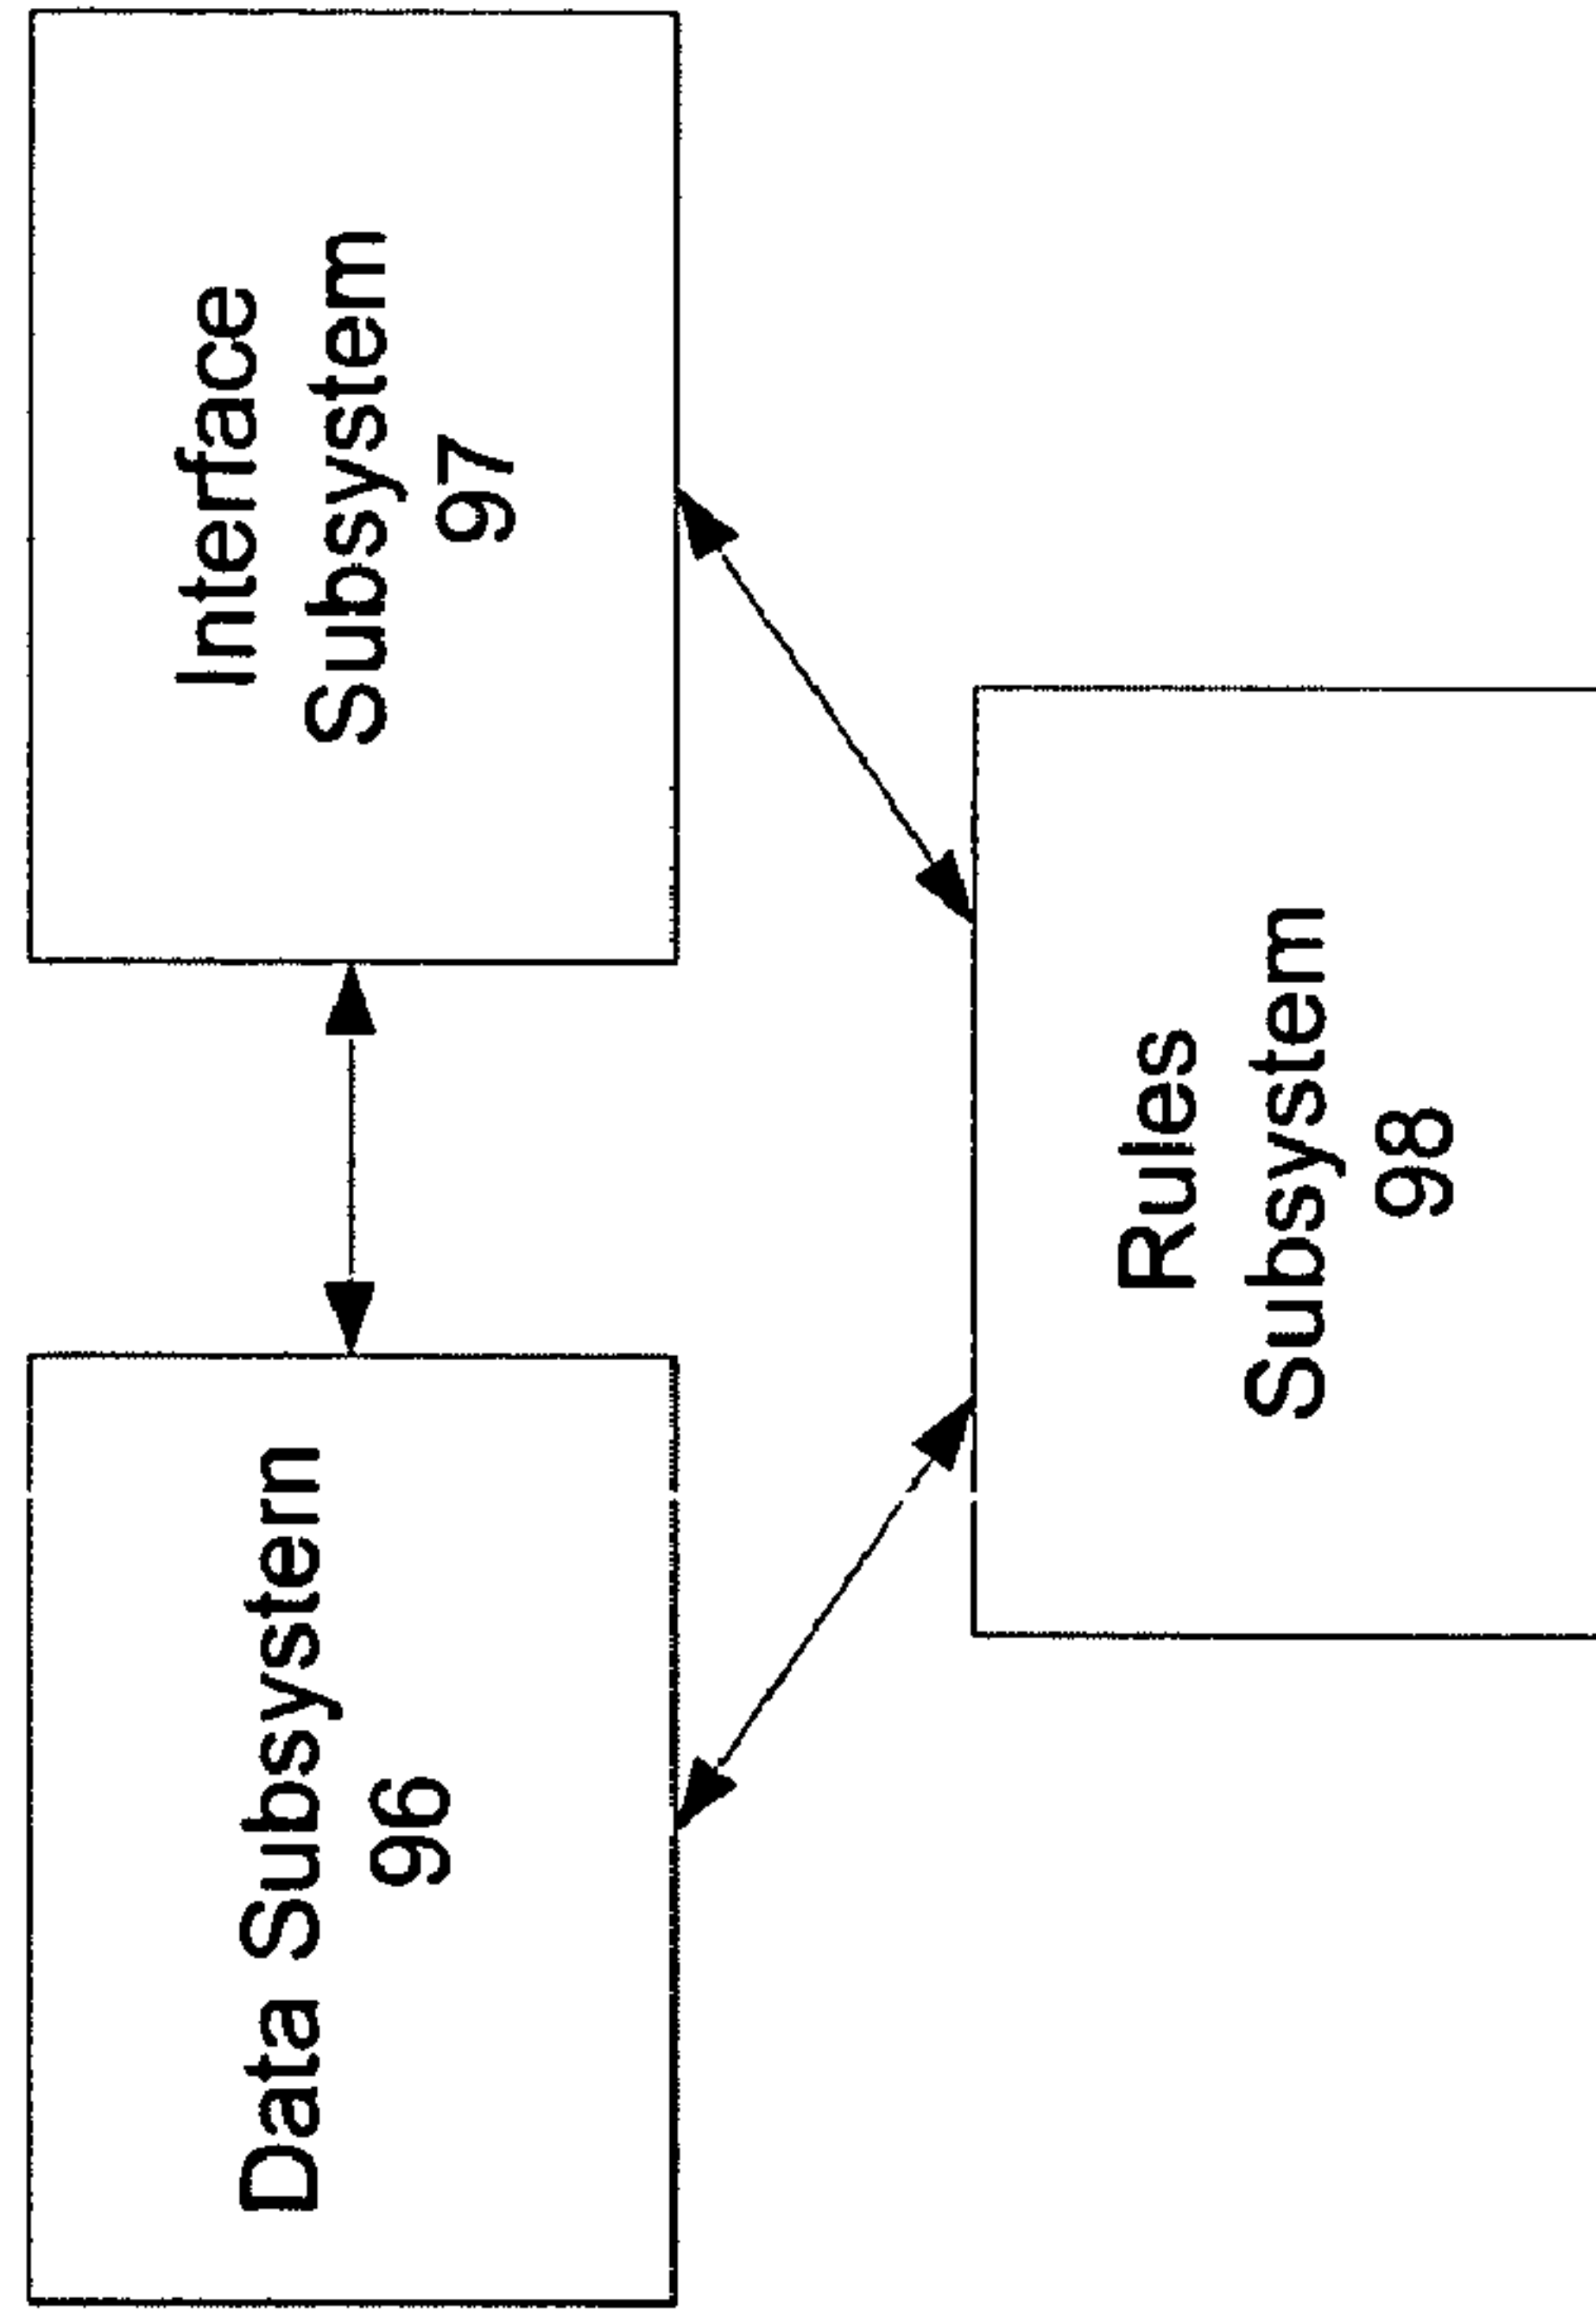 Data Subsystem
96
Interface
Subsystem
97
Rules
Subsystem
98